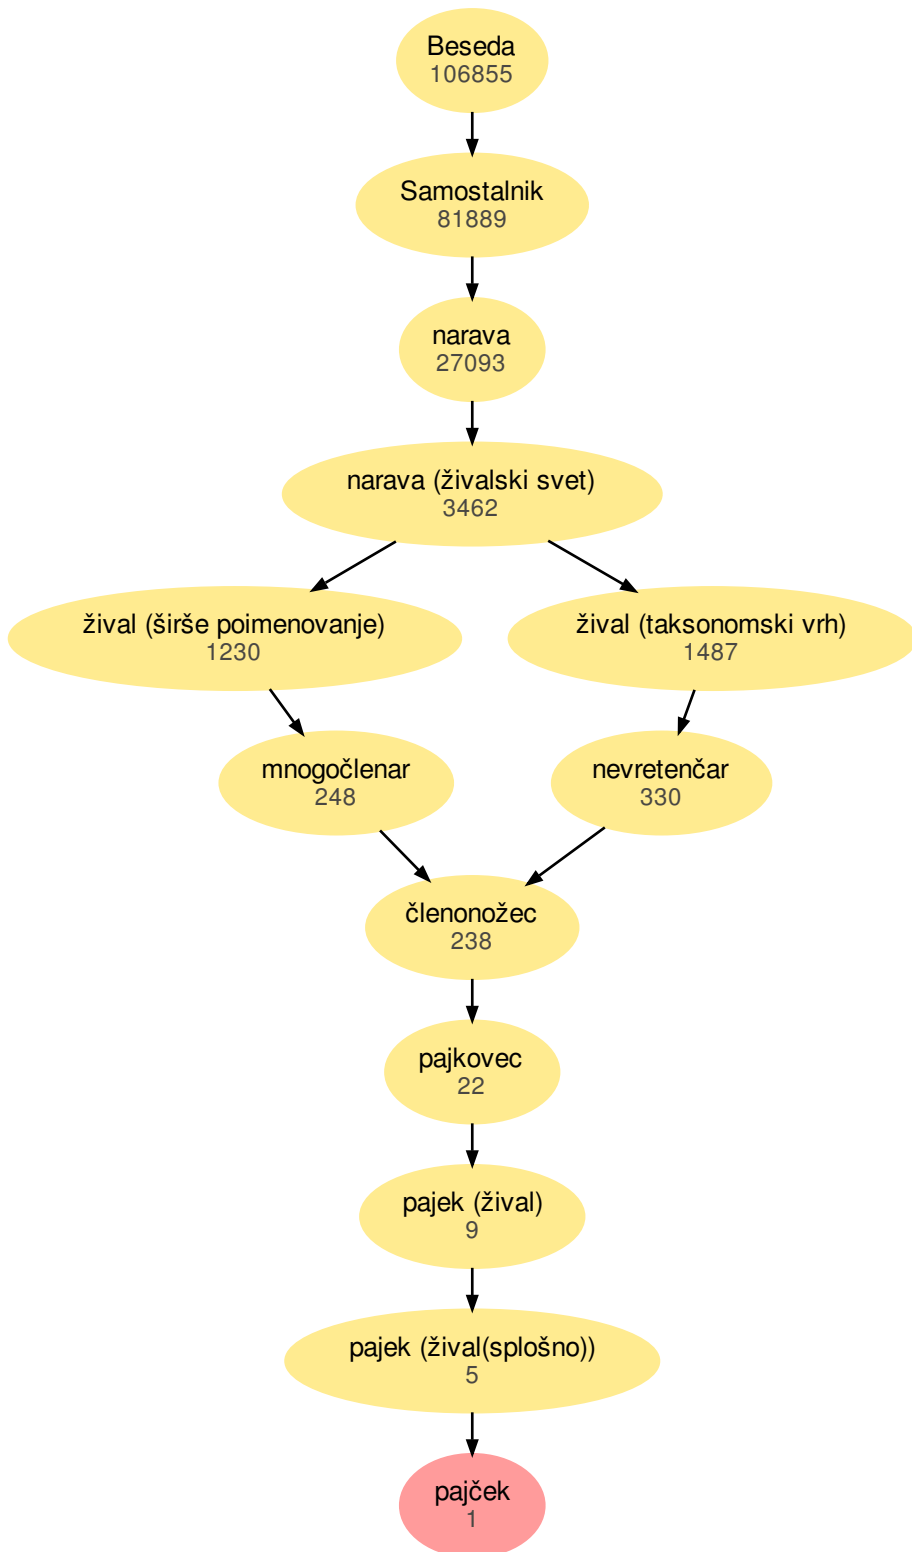 Beseda
106855
Samostalnik
81889
narava
27093
narava (živalski svet)
3462
žival (širše poimenovanje)
1230
žival (taksonomski vrh)
1487
mnogočlenar
248
nevretenčar
330
členonožec
238
pajkovec
22
pajek (žival)
9
pajek (žival(splošno))
5
pajček
1